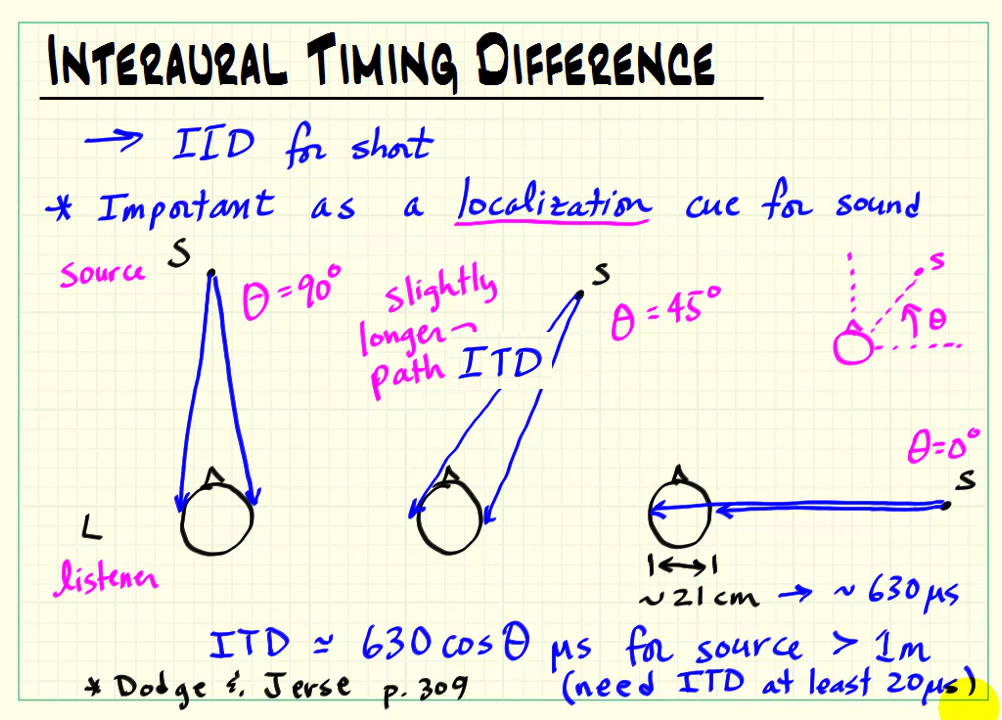 INTERAURAL TIMING DIFFERENCE
→ IID for short
* Important as a localization cue for sound
source S θ = 90°
slightly longer path ITD
S θ = 45°
S θ
θ = 0°
S
L
listener
~21 cm → ~ 630 μs
ITD ≃ 630 cos θ μs for source > 1m
(need ITD at least 20μs)
* Dodge &. Jerse p. 309